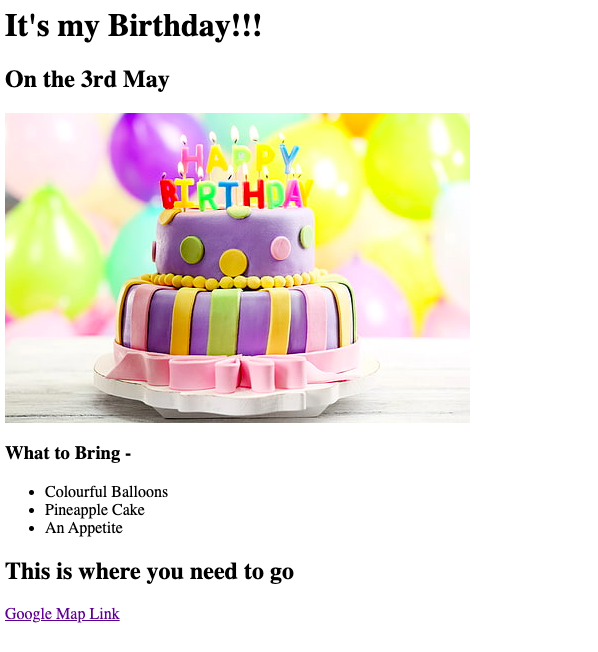 It's my Birthday!!!
On the 3rd May
HAPPY
BIRTHDAY
What to Bring -
Colourful Balloons
Pineapple Cake
An Appetite
This is where you need to go
Google Map Link